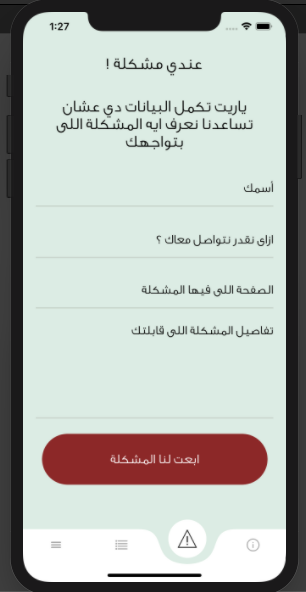 1:27
عندي مشكلة !
ياريت تكمل البيانات دي عشان
تساعدنا نعرف ايه المشكلة اللى
بتواجهك
أسمك
ازاى نقدر نتواصل معاك ؟
الصفحة اللى فيها المشكلة
تفاصيل المشكلة اللى قابلتك
ابعت لنا المشكلة